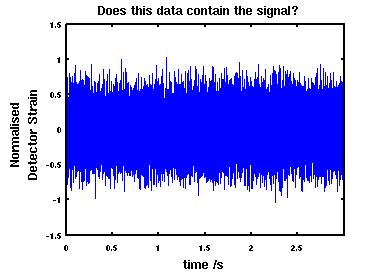 Does this data contain the signal?
1.5
1
0.5
0
-0.5
-1
-1.5
Normalised
Detector Strain
0 0.5 1 1.5 2 2.5
time /s